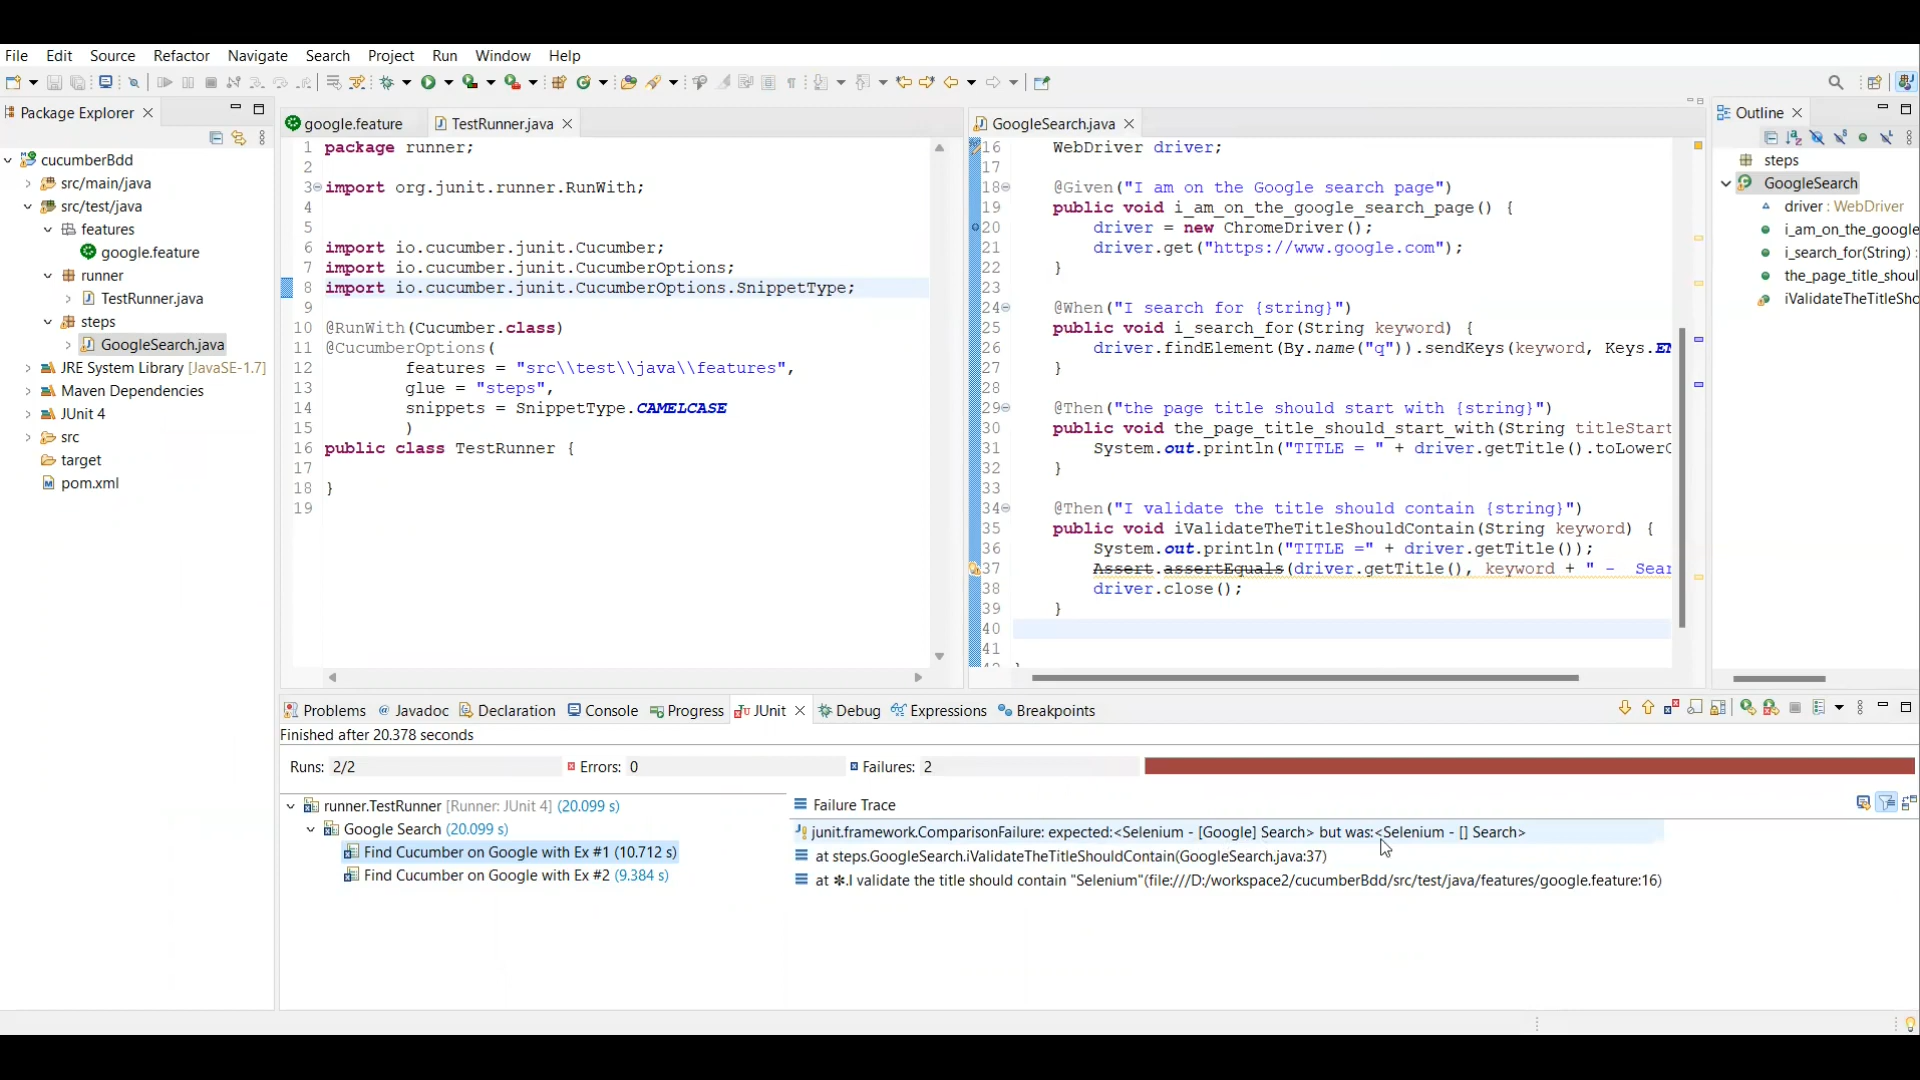 File Edit Source Refactor Navigate Search Project Run Window Help
Package Explorer
cucumberBdd
src/main/java
src/test/java
features
google.feature
runner
TestRunner.java
steps
GoogleSearch.java
JRE System Library [JavaSE-1.7]
Maven Dependencies
JUnit 4
src
target
pom.xml
google.feature TestRunner.java
1 package runner;
2
3 import org.junit.runner.RunWith;
4
5
6 import io.cucumber.junit.Cucumber;
7 import io.cucumber.junit.CucumberOptions;
8 import io.cucumber.junit.CucumberOptions.SnippetType;
9
10 @RunWith(Cucumber.class)
11 @CucumberOptions(
12 features = "src\\test\\java\\features",
13 glue = "steps",
14 snippets = SnippetType.CAMELCASE
15 )
16 public class TestRunner {
17
18 }
19
GoogleSearch.java
16 WebDriver driver;
17
18 @Given("I am on the Google search page")
19 public void i_am_on_the_google_search_page() {
20 driver = new ChromeDriver();
21 driver.get("https://www.google.com");
22 }
23
24 @When("I search for {string}")
25 public void i_search_for(String keyword) {
26 driver.findElement(By.name("q")).sendKeys(keyword, Keys.EN
27 }
28
29 @Then("the page title should start with {string}")
30 public void the_page_title_should_start_with(String titleStart
31 System.out.println("TITLE = " + driver.getTitle().toLowerC
32 }
33
34 @Then("I validate the title should contain {string}")
35 public void iValidateTheTitleShouldContain(String keyword) {
36 System.out.println("TITLE =" + driver.getTitle());
37 Assert.assertEquals(driver.getTitle(), keyword + " -  Sear
38 driver.close();
39 }
40
41
Outline
steps
GoogleSearch
driver : WebDriver
i_am_on_the_google
i_search_for(String) :
the_page_title_shoul
iValidateTheTitleSho
Problems Javadoc Declaration Console Progress JUnit Debug Expressions Breakpoints
Finished after 20.378 seconds
Runs: 2/2 Errors: 0 Failures: 2
runner.TestRunner [Runner: JUnit 4] (20.099 s)
Google Search (20.099 s)
Find Cucumber on Google with Ex #1 (10.712 s)
Find Cucumber on Google with Ex #2 (9.384 s)
Failure Trace
junit.framework.ComparisonFailure: expected:<Selenium - [Google] Search> but was:<Selenium - [] Search>
at steps.GoogleSearch.iValidateTheTitleShouldContain(GoogleSearch.java:37)
at ✽.I validate the title should contain "Selenium"(file:///D:/workspace2/cucumberBdd/src/test/java/features/google.feature:16)